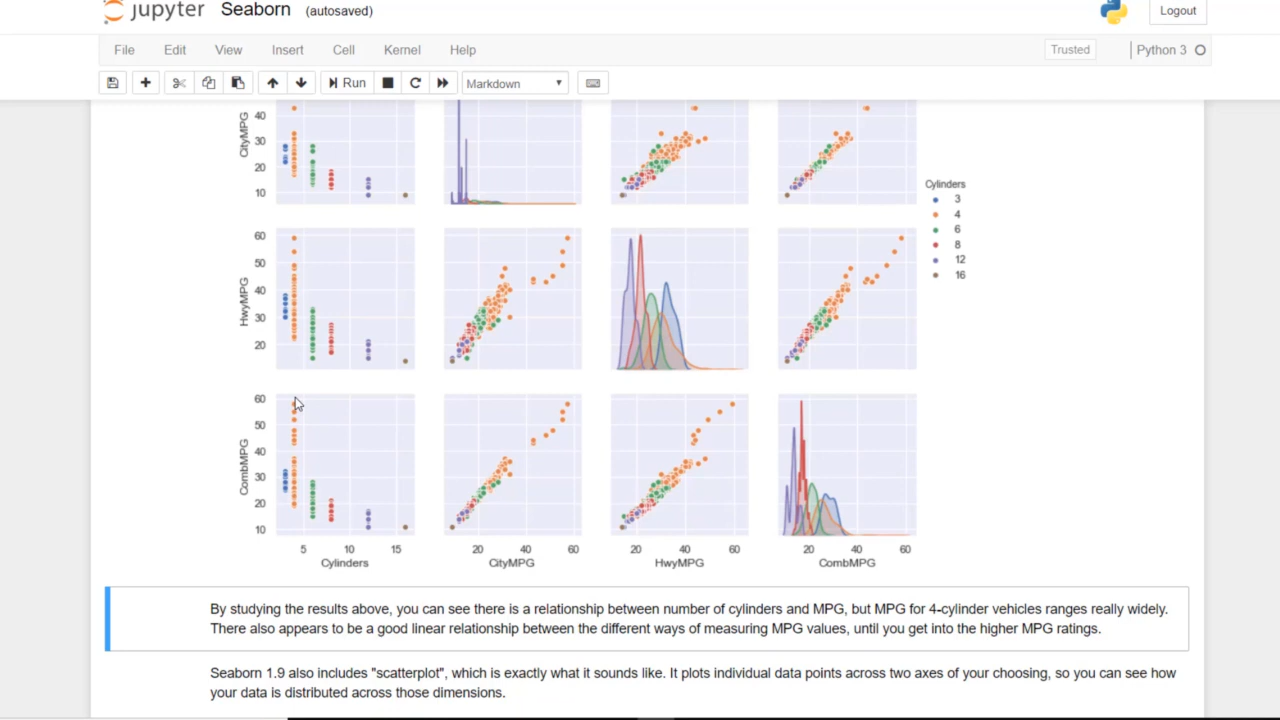 jupyter Seaborn (autosaved)
Logout
File Edit View Insert Cell Kernel Help
Trusted
Python 3
Run
Markdown
CityMPG
40
30
20
10
Cylinders
3
4
6
8
12
16
HwyMPG
60
50
40
30
20
CombMPG
60
50
40
30
20
10
5 10 15
20 40 60
20 40 60
20 40 60
Cylinders
CityMPG
HwyMPG
CombMPG
By studying the results above, you can see there is a relationship between number of cylinders and MPG, but MPG for 4-cylinder vehicles ranges really widely.
There also appears to be a good linear relationship between the different ways of measuring MPG values, until you get into the higher MPG ratings.
Seaborn 1.9 also includes "scatterplot", which is exactly what it sounds like. It plots individual data points across two axes of your choosing, so you can see how
your data is distributed across those dimensions.